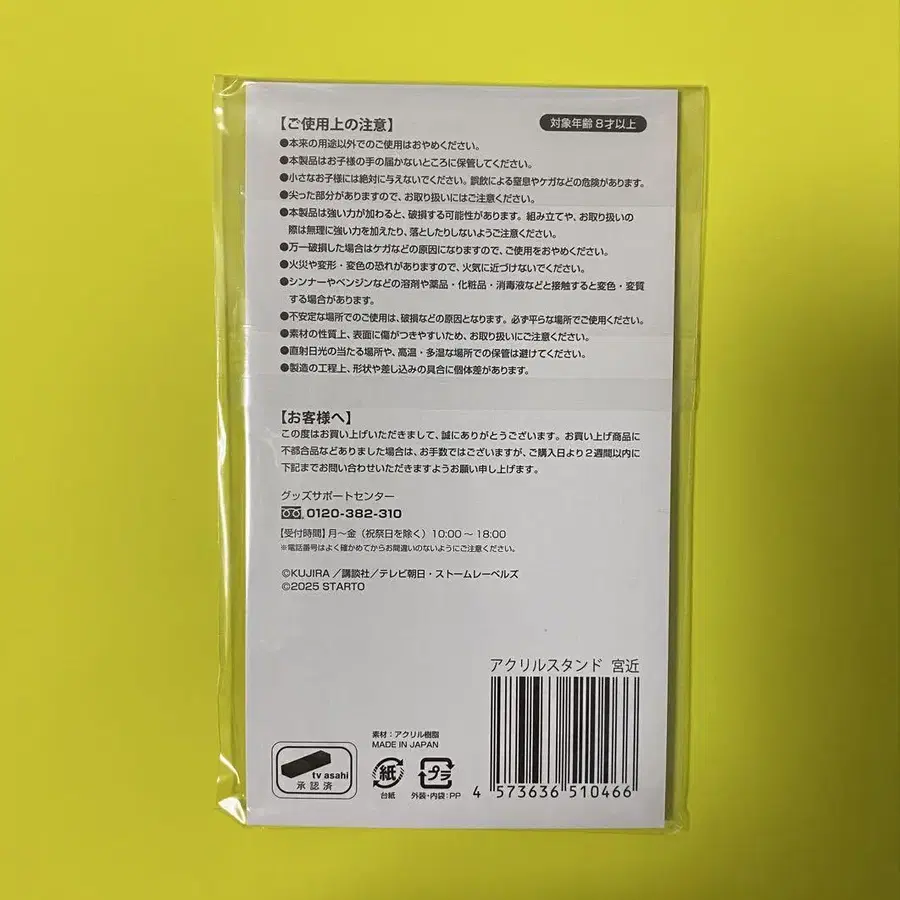 【ご使用上の注意】
対象年齢8才以上
●本来の用途以外でのご使用はおやめください。
●本製品はお子様の手の届かないところに保管してください。
●小さなお子様には絶対に与えないでください。誤飲による窒息やケガなどの危険があります。
●尖った部分がありますので、お取り扱いにはご注意ください。
●本製品は強い力が加わると、破損する可能性があります。組み立てや、お取り扱いの
際は無理に強い力を加えたり、落としたりしないようご注意ください。
●万一破損した場合はケガなどの原因になりますので、ご使用をおやめください。
●火災や変形・変色の恐れがありますので、火気に近づけないでください。
●シンナーやベンジンなどの溶剤や薬品・化粧品・消毒液などと接触すると変色・変質
する場合があります。
●不安定な場所でのご使用は、破損などの原因となります。必ず平らな場所でご使用ください。
●素材の性質上、表面に傷がつきやすいため、お取り扱いにご注意ください。
●直射日光の当たる場所や、高温・多湿な場所での保管は避けてください。
●製造の工程上、形状や差し込みの具合に個体差があります。
【お客様へ】
この度はお買い上げいただきまして、誠にありがとうございます。お買い上げ商品に
不都合品などありました場合は、お手数ではございますが、ご購入日より2週間以内に
下記までお問い合わせいただきますようお願い申し上げます。
グッズサポートセンター
0120-382-310
【受付時間】月〜金（祝祭日を除く）10:00〜18:00
※電話番号はよく確かめてからお間違いのないようにご注意ください。
©KUJIRA／講談社／テレビ朝日・ストームレーベルズ
©2025 STARTO
アクリルスタンド 宮近
素材：アクリル樹脂
MADE IN JAPAN
tv asahi
承認済
紙
台紙
プラ
外装・内袋：PP
4 573636 510466